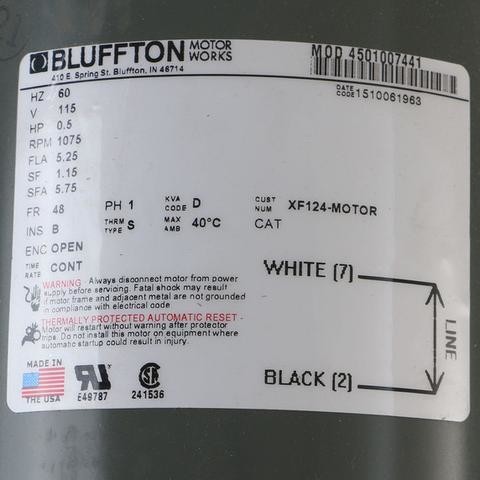 BLUFFTON MOTOR WORKS
410 E. Spring St. Bluffton, IN 46714
MOD 4501007441
DATE CODE 1510061963
HZ 60
V 115
HP 0.5
RPM 1075
FLA 5.25
SF 1.15
SFA 5.75
FR 48 PH 1 KVA CODE D CUST NUM XF124-MOTOR
INS B THRM TYPE S MAX AMB 40°C CAT
ENC OPEN
TIME RATE CONT
WARNING - Always disconnect motor from power
supply before servicing. Fatal shock may result
if motor frame and adjacent metal are not grounded
in compliance with electrical code
THERMALLY PROTECTED AUTOMATIC RESET -
Motor will restart without warning after protector
trips. Do not install this motor on equipment where
automatic startup could result in injury.
WHITE (7)
LINE
BLACK (2)
MADE IN
THE USA
E49787
241536